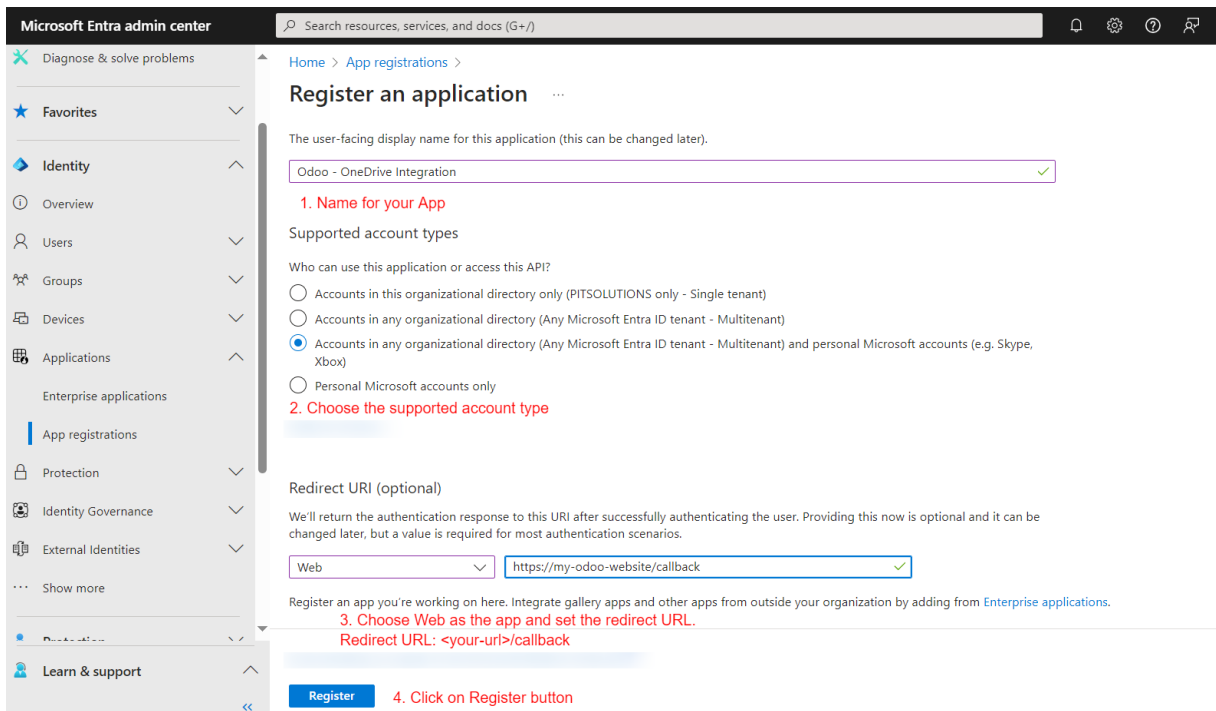 Microsoft Entra admin center
Search resources, services, and docs (G+/)
Diagnose & solve problems
Favorites
Identity
Overview
Users
Groups
Devices
Applications
Enterprise applications
App registrations
Protection
Identity Governance
External Identities
Show more
Protection
Learn & support
Home > App registrations >
Register an application
The user-facing display name for this application (this can be changed later).
Odoo - OneDrive Integration
1. Name for your App
Supported account types
Who can use this application or access this API?
Accounts in this organizational directory only (PITSOLUTIONS only - Single tenant)
Accounts in any organizational directory (Any Microsoft Entra ID tenant - Multitenant)
Accounts in any organizational directory (Any Microsoft Entra ID tenant - Multitenant) and personal Microsoft accounts (e.g. Skype,
Xbox)
Personal Microsoft accounts only
2. Choose the supported account type
Redirect URI (optional)
We'll return the authentication response to this URI after successfully authenticating the user. Providing this now is optional and it can be
changed later, but a value is required for most authentication scenarios.
Web
https://my-odoo-website/callback
Register an app you're working on here. Integrate gallery apps and other apps from outside your organization by adding from Enterprise applications.
3. Choose Web as the app and set the redirect URL.
Redirect URL: <your-url>/callback
Register
4. Click on Register button